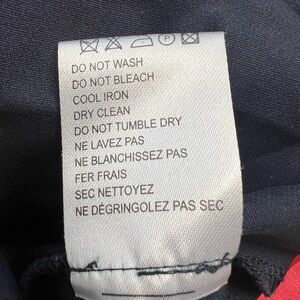 DO NOT WASH
DO NOT BLEACH
COOL IRON
DRY CLEAN
DO NOT TUMBLE DRY
NE LAVEZ PAS
NE BLANCHISSEZ PAS
FER FRAIS
SEC NETTOYEZ
NE DÉGRINGOLEZ PAS SEC